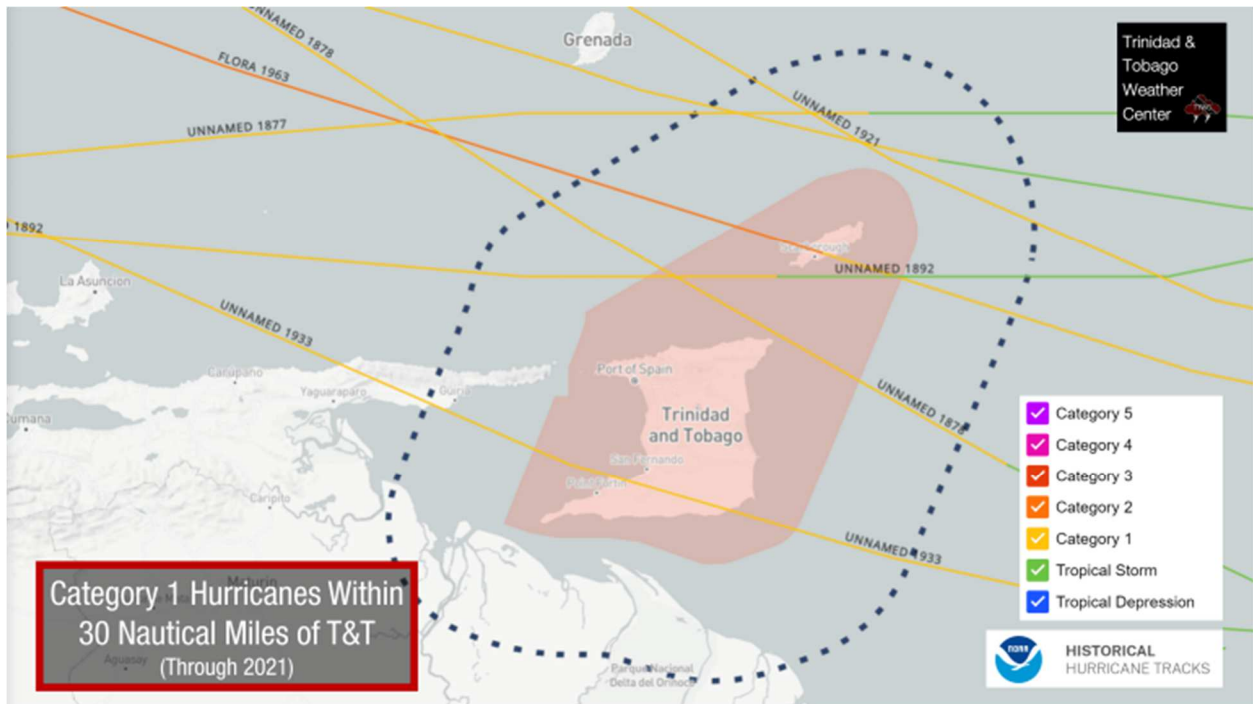 UNNAMED 1878
Grenada
Trinidad &
Tobago
Weather
Center
FLORA 1963
UNNAMED 1921
UNNAMED 1877
1892
UNNAMED 1892
La Asuncion
UNNAMED 1933
Port of Spain
Carupano
Yaguaraparo
Güiria
UNNAMED 1878
Trinidad
and Tobago
San Fernando
Point Fortin
Caripito
UNNAMED 1933
Maturin
Aguasay
Parque Nacional
Delta del Orinoco
Category 5
Category 4
Category 3
Category 2
Category 1
Tropical Storm
Tropical Depression
Category 1 Hurricanes Within
30 Nautical Miles of T&T
(Through 2021)
HISTORICAL
HURRICANE TRACKS